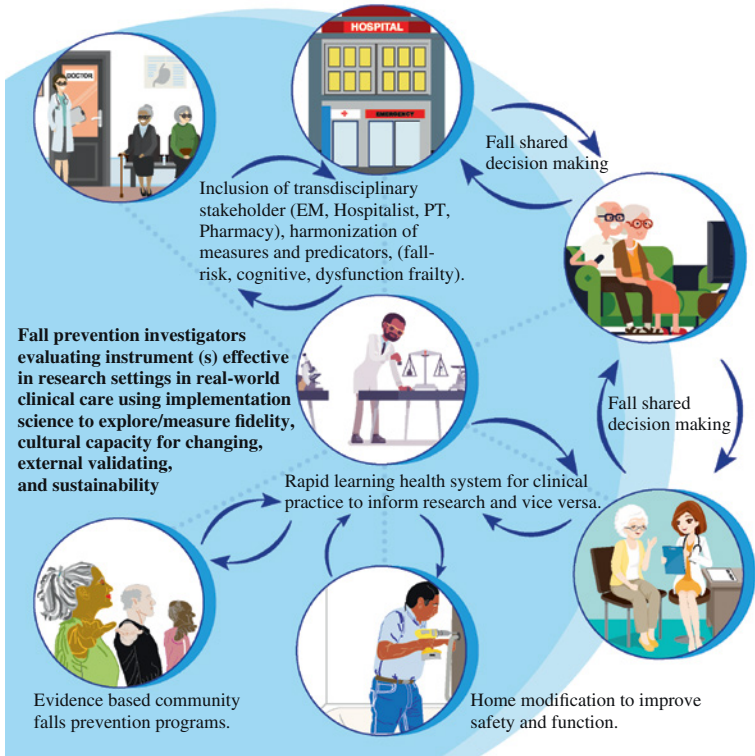 DOCTOR
HOSPITAL
EMERGENCY
Fall shared
decision making
Inclusion of transdisciplinary
stakeholder (EM, Hospitalist, PT,
Pharmacy), harmonization of
measures and predicators, (fall-
risk, cognitive, dysfunction frailty).
Fall prevention investigators
evaluating instrument (s) effective
in research settings in real-world
clinical care using implementation
science to explore/measure fidelity,
cultural capacity for changing,
external validating,
and sustainability
Fall shared
decision making
Rapid learning health system for clinical
practice to inform research and vice versa.
Evidence based community
falls prevention programs.
Home modification to improve
safety and function.